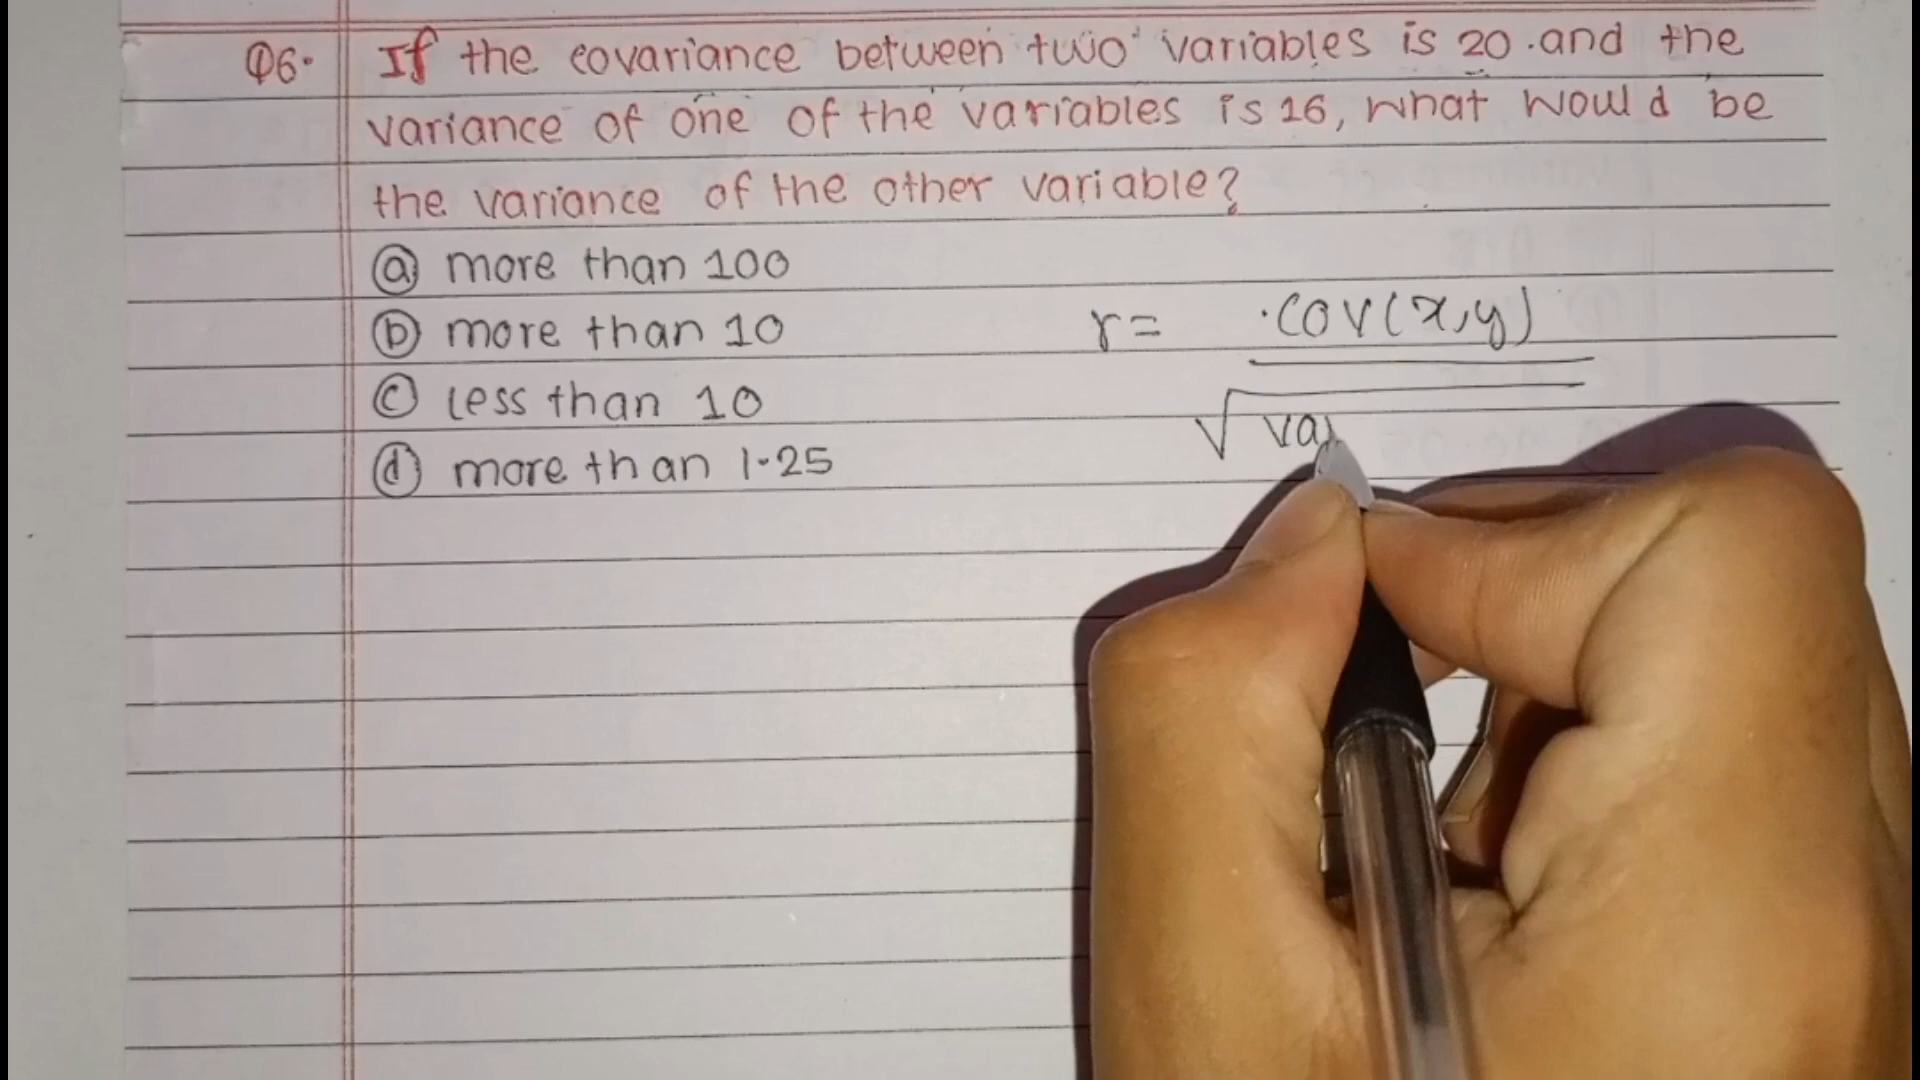 Q6. If the covariance between two variables is 20 and the
variance of one of the variables is 16, what would be
the variance of the other variable?
(a) more than 100
(b) more than 10
(c) less than 10
(d) more than 1.25
r = cov(x,y)
√var